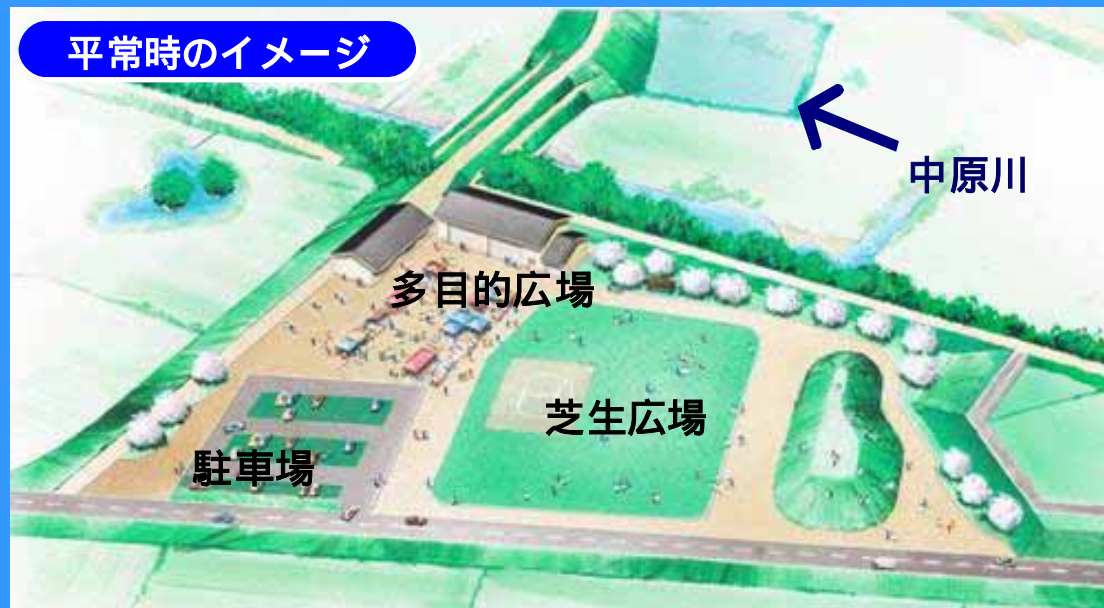 平常時のイメージ
中原川
多目的広場
芝生広場
駐車場